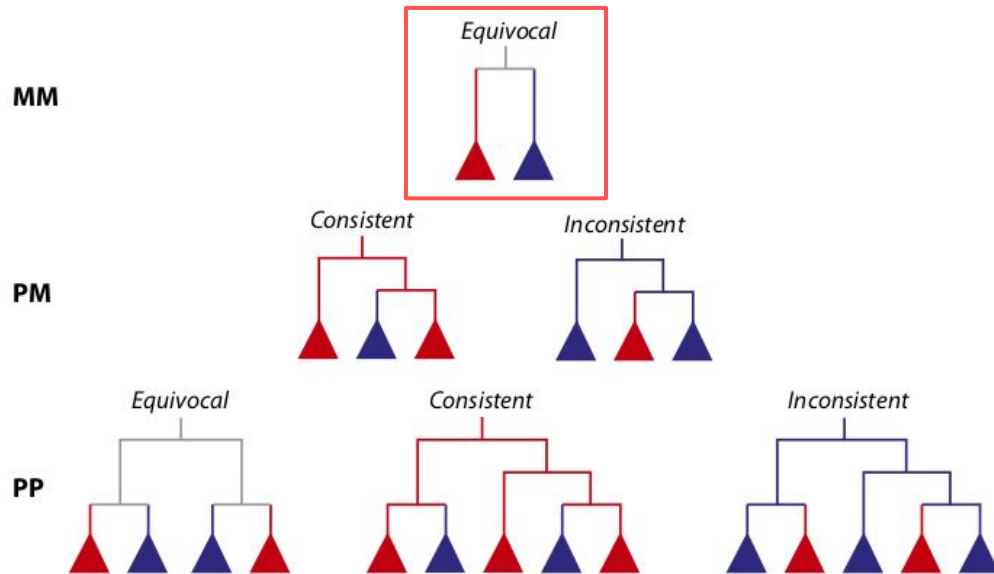 Equivocal
MM
Consistent Inconsistent
PM
Equivocal Consistent Inconsistent
PP